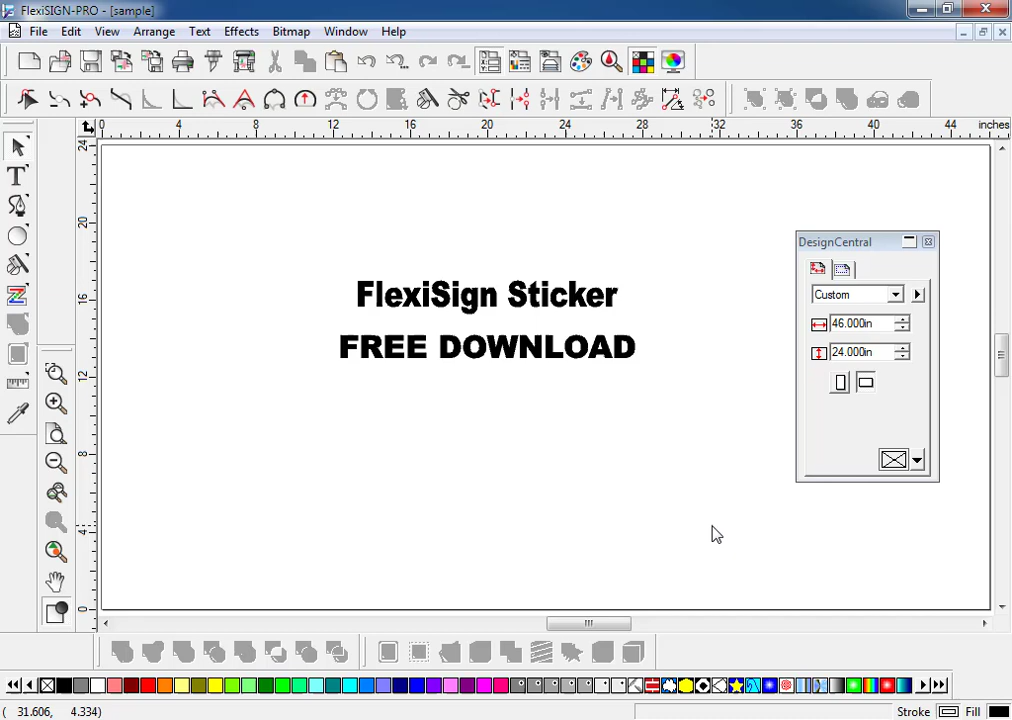 FlexiSIGN-PRO - [sample]
File Edit View Arrange Text Effects Bitmap Window Help
0 4 8 12 16 20 24 28 32 36 40 44 inches
24
20
16
12
8
4
0
DesignCentral
Custom
46.000in
24.000in
FlexiSign Sticker
FREE DOWNLOAD
( 31.606, 4.334)
Stroke Fill